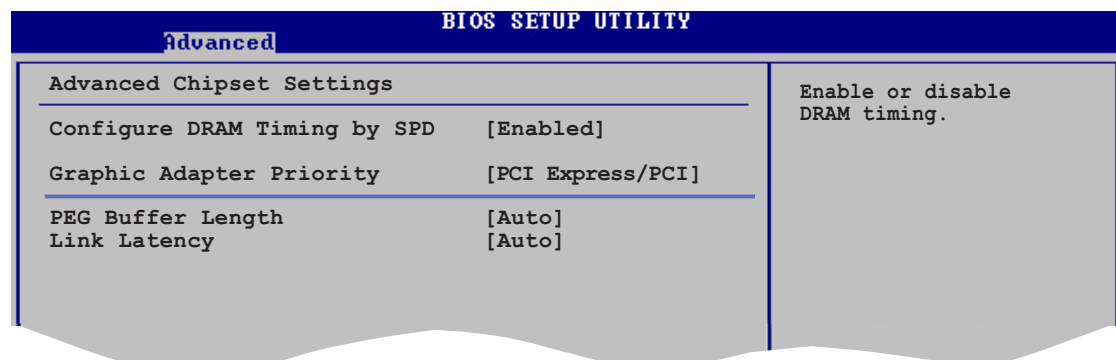 BIOS SETUP UTILITY
Advanced
Advanced Chipset Settings
Configure DRAM Timing by SPD [Enabled]
Graphic Adapter Priority [PCI Express/PCI]
PEG Buffer Length [Auto]
Link Latency [Auto]
Enable or disable
DRAM timing.